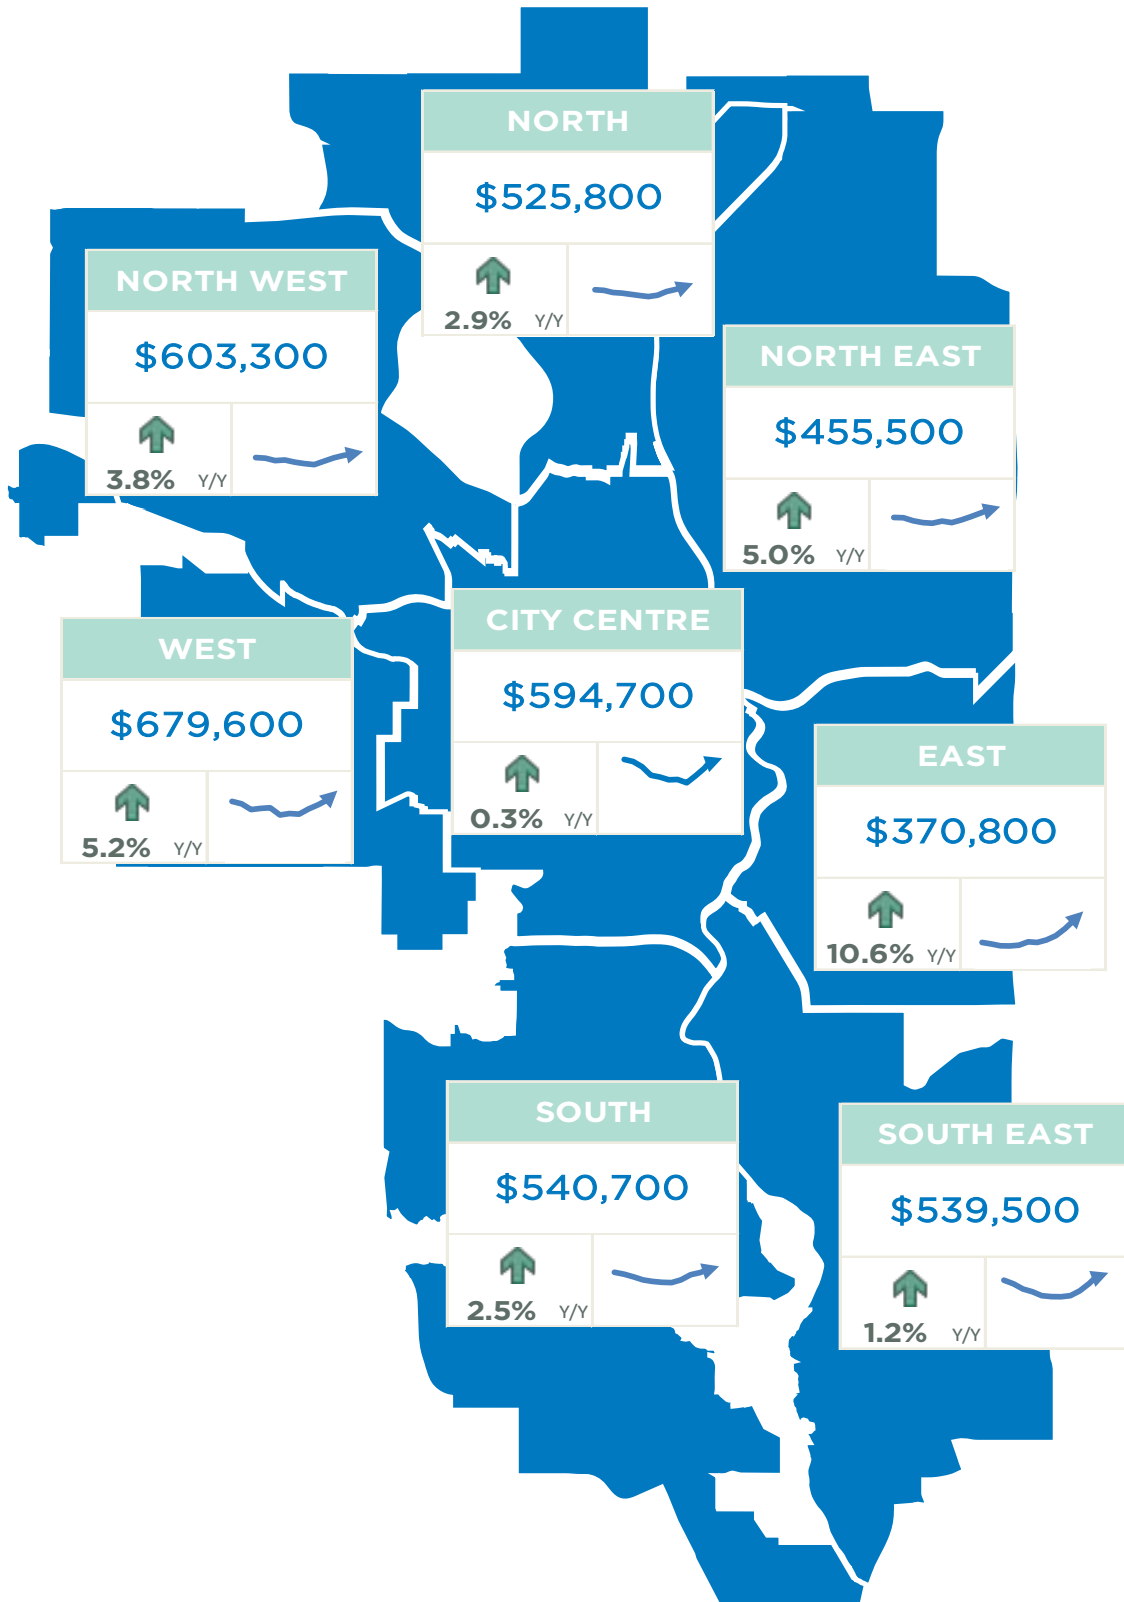 NORTH
$525,800
2.9% Y/Y
NORTH WEST
$603,300
3.8% Y/Y
NORTH EAST
$455,500
5.0% Y/Y
CITY CENTRE
$594,700
0.3% Y/Y
WEST
$679,600
5.2% Y/Y
EAST
$370,800
10.6% Y/Y
SOUTH
$540,700
2.5% Y/Y
SOUTH EAST
$539,500
1.2% Y/Y